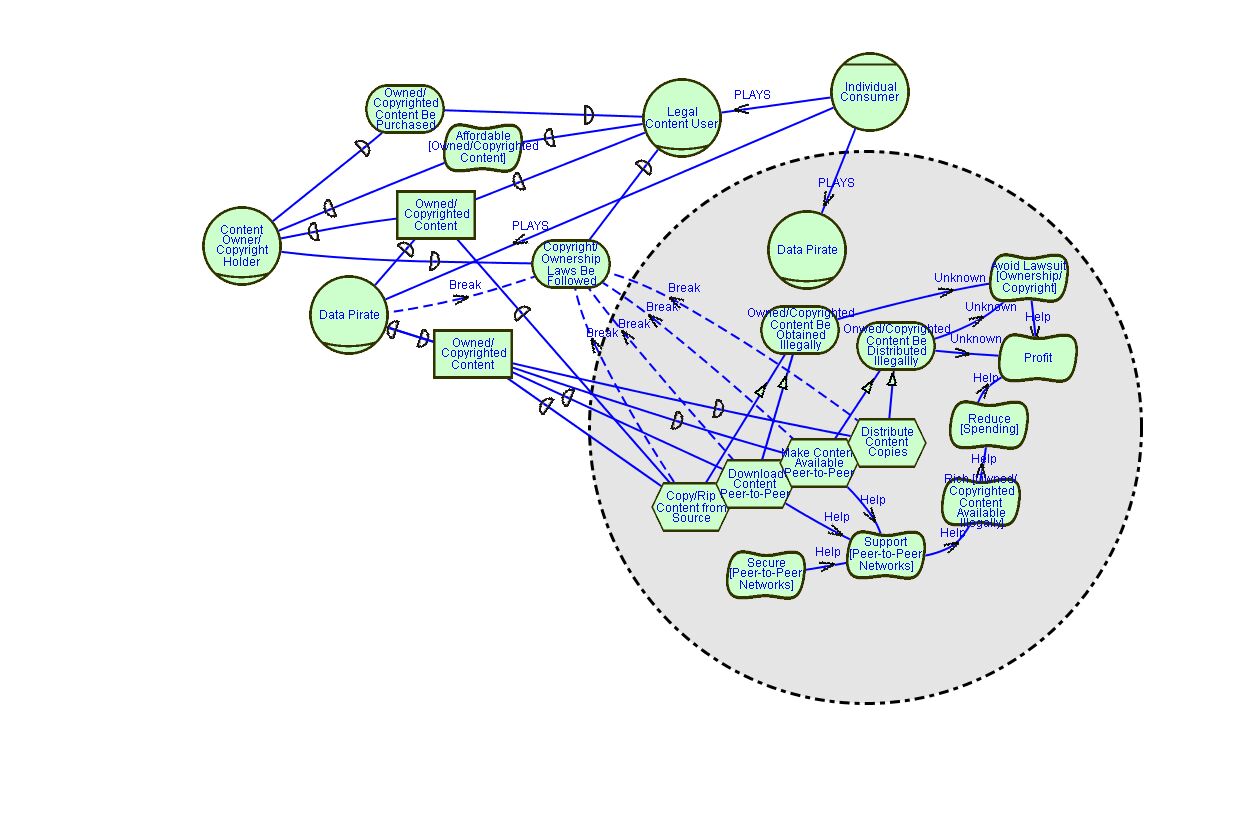 Individual
Consumer
PLAYS
Owned/
Copyrighted
Content Be
Purchased
Legal
Content User
Affordable
[Owned/Copyrighted
Content]
PLAYS
Owned/
Copyrighted
Content
PLAYS
Content
Owner/
Copyright
Holder
Copyright/
Ownership
Laws Be
Followed
Data Pirate
Avoid Lawsuit
[Ownership/
Copyright]
Unknown
Break
Break
Data Pirate
Break
Break
Break
Owned/Copyrighted
Content Be
Obtained
Illegally
Unknown
Help
Onwed/Copyrighted
Content Be
Distributed
Illegallly
Unknown
Profit
Owned/
Copyrighted
Content
Help
Reduce
[Spending]
Distribute
Content
Copies
Make Content
Available
Peer-to-Peer
Help
Download
Content
Peer-to-Peer
Rich [Owned/
Copyrighted
Content
Available
Illegally]
Copy/Rip
Content from
Source
Help
Help
Help
Support
[Peer-to-Peer
Networks]
Help
Secure
[Peer-to-Peer
Networks]